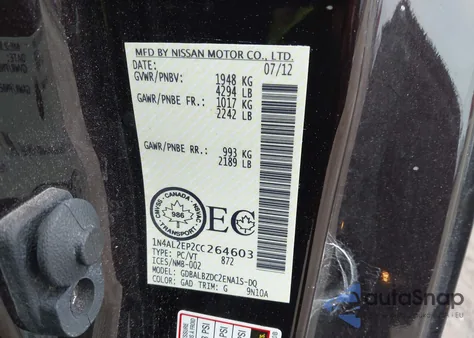 MFD BY NISSAN MOTOR CO., LTD.
DATE: 07/12
GVWR/PNBV: 1948 KG
4294 LB
GAWR/PNBE FR.: 1017 KG
2242 LB
GAWR/PNBE RR.: 993 KG
2189 LB
CANADA
986
TRANSPORT
EC
1N4AL2EP2CC264603
TYPE: PC/VT 872
ICES/NMB-002
MODEL: GDBALBZDC2ENA1S-DQ
COLOR: GAD TRIM: G 9N10A
PSI
PSI
AutoShop